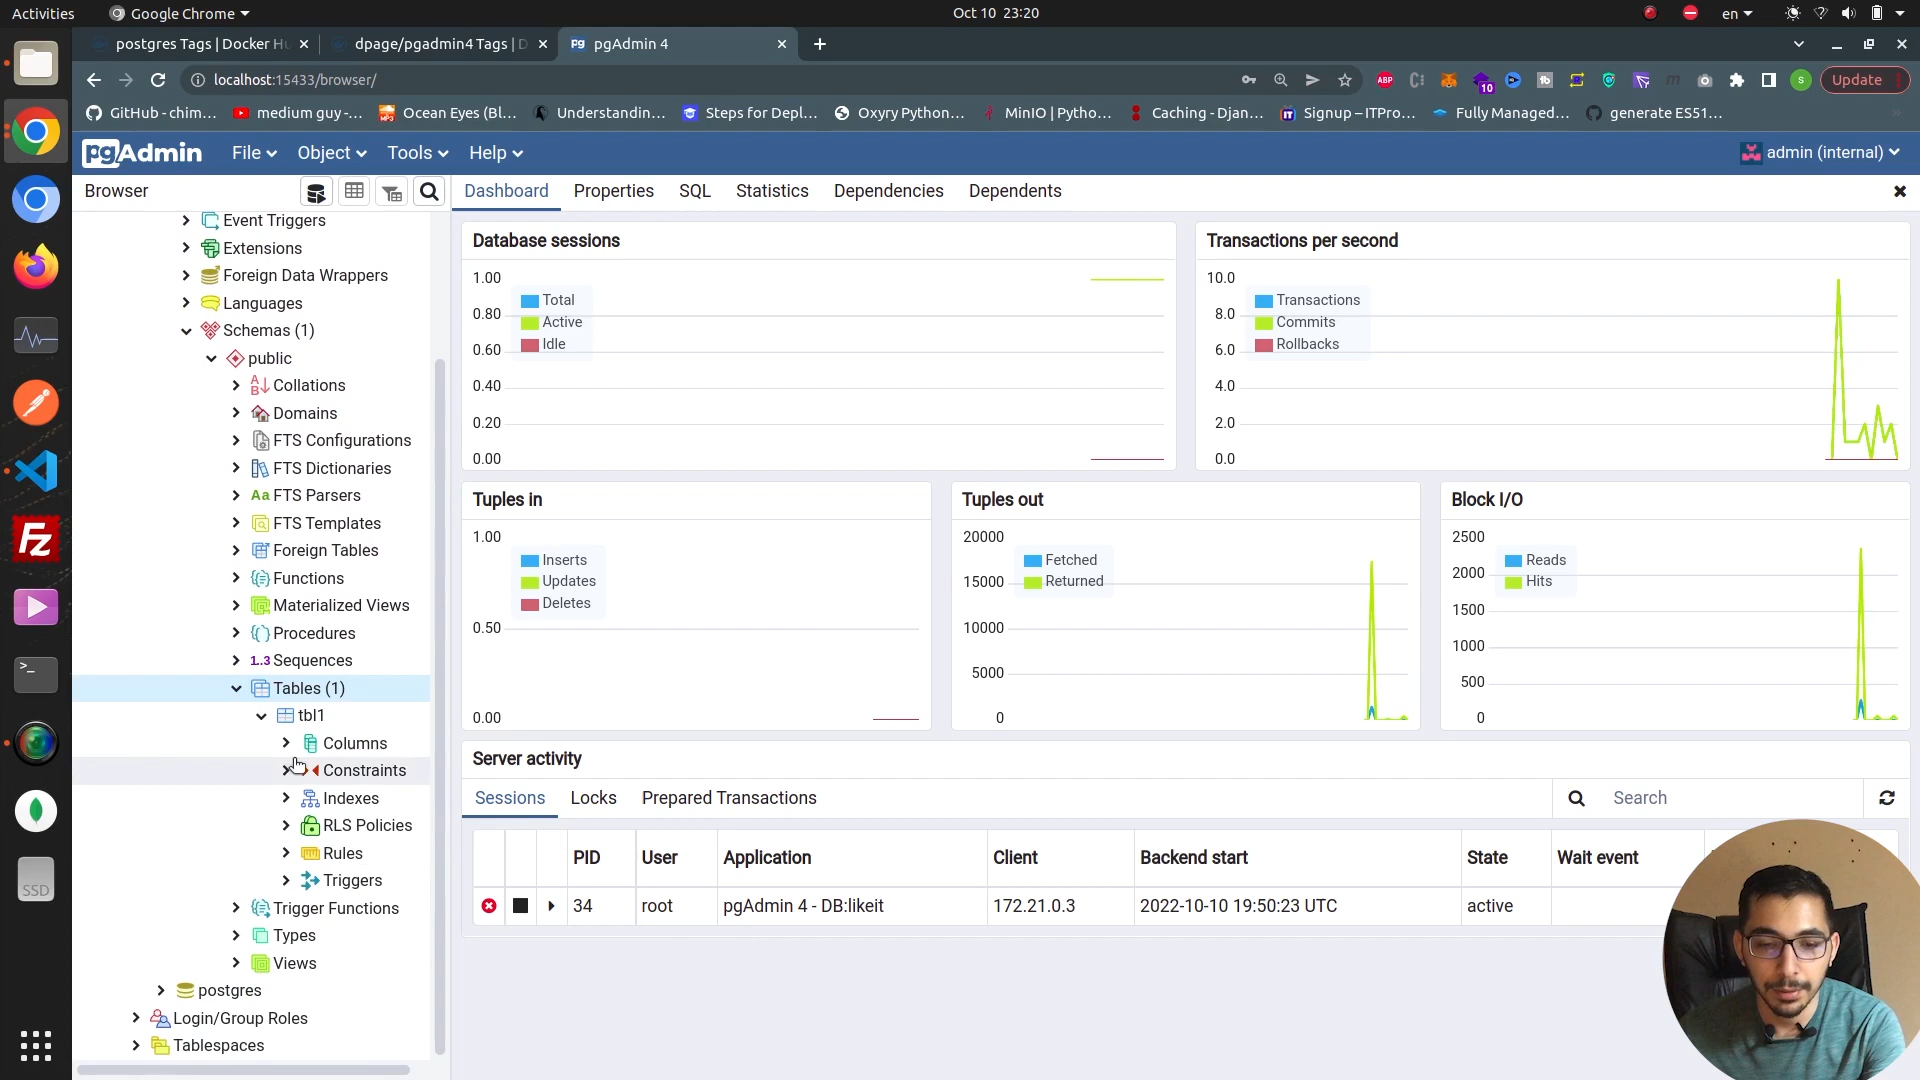 Activities
Google Chrome
Oct 10 23:20
en
postgres Tags | Docker Hu
dpage/pgadmin4 Tags | D
pgAdmin 4
localhost:15433/browser/
ABP
10
S
Update
GitHub - chim...
medium guy -...
Ocean Eyes (Bl...
Understandin...
Steps for Depl...
Oxyry Python...
MinIO | Pytho...
Caching - Djan...
Signup – ITPro...
Fully Managed...
generate ES51...
pgAdmin
File
Object
Tools
Help
admin (internal)
Browser
Dashboard
Properties
SQL
Statistics
Dependencies
Dependents
Event Triggers
Extensions
Foreign Data Wrappers
Languages
Schemas (1)
public
Collations
Domains
FTS Configurations
FTS Dictionaries
Aa FTS Parsers
FTS Templates
Foreign Tables
Functions
Materialized Views
Procedures
1..3 Sequences
Tables (1)
tbl1
Columns
Constraints
Indexes
RLS Policies
Rules
Triggers
Trigger Functions
Types
Views
postgres
Login/Group Roles
Tablespaces
Database sessions
1.00
0.80
0.60
0.40
0.20
0.00
Total
Active
Idle
Transactions per second
10.0
8.0
6.0
4.0
2.0
0.0
Transactions
Commits
Rollbacks
Tuples in
1.00
0.50
0.00
Inserts
Updates
Deletes
Tuples out
20000
15000
10000
5000
0
Fetched
Returned
Block I/O
2500
2000
1500
1000
500
0
Reads
Hits
Server activity
Sessions
Locks
Prepared Transactions
Search
PID
User
Application
Client
Backend start
State
Wait event
34
root
pgAdmin 4 - DB:likeit
172.21.0.3
2022-10-10 19:50:23 UTC
active
Fz
>_
SSD